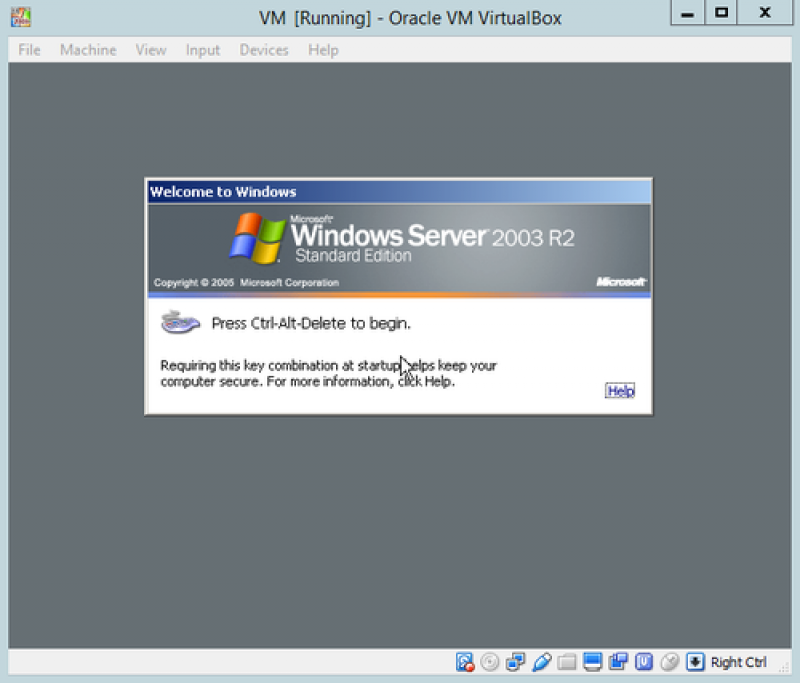 VM [Running] - Oracle VM VirtualBox
File Machine View Input Devices Help
Welcome to Windows
Microsoft
Windows Server 2003 R2
Standard Edition
Copyright © 2005 Microsoft Corporation Microsoft
Press Ctrl-Alt-Delete to begin.
Requiring this key combination at startup helps keep your
computer secure. For more information, click Help.
Help
Right Ctrl